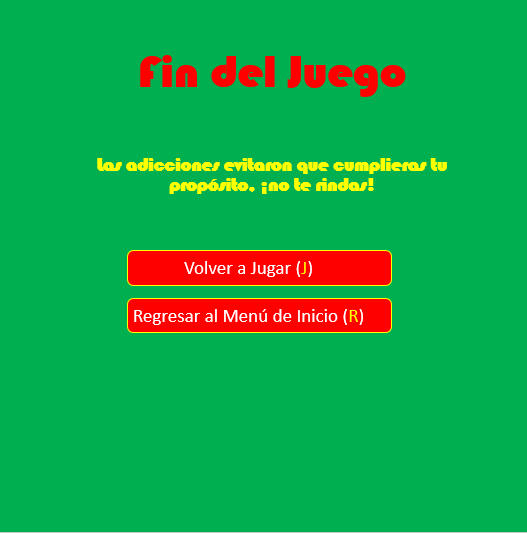 Fin del Juego
Las adicciones evitaron que cumplieras tu
propósito, ¡no te rindas!
Volver a Jugar (J)
Regresar al Menú de Inicio (R)